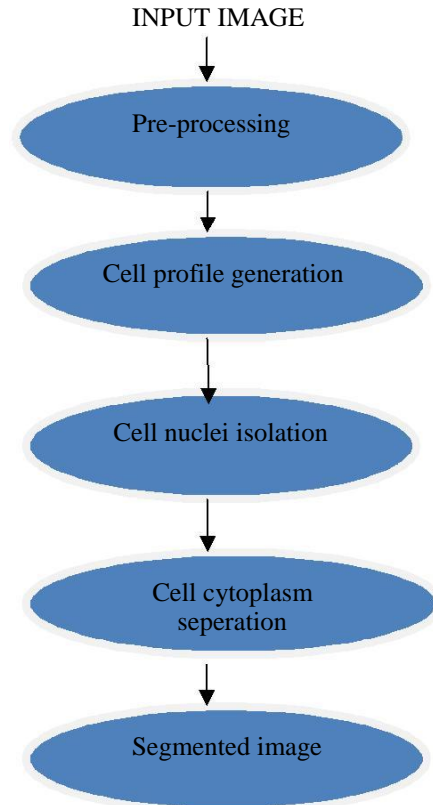 INPUT IMAGE
Pre-processing
Cell profile generation
Cell nuclei isolation
Cell cytoplasm
seperation
Segmented image